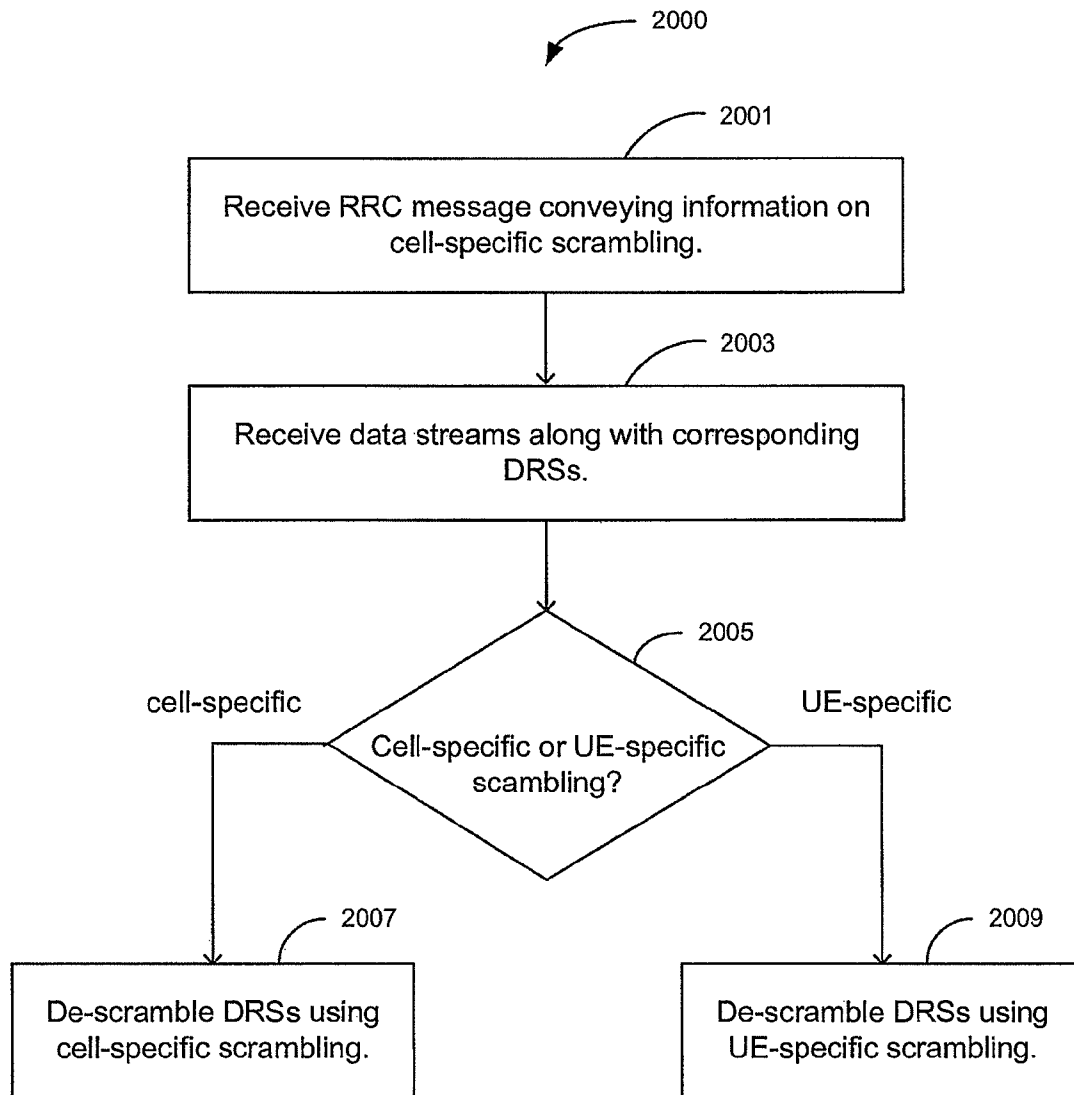 2000
2001
Receive RRC message conveying information on
cell-specific scrambling.
2003
Receive data streams along with corresponding
DRSs.
2005
cell-specific
UE-specific
Cell-specific or UE-specific
scambling?
2007
2009
De-scramble DRSs using
cell-specific scrambling.
De-scramble DRSs using
UE-specific scrambling.